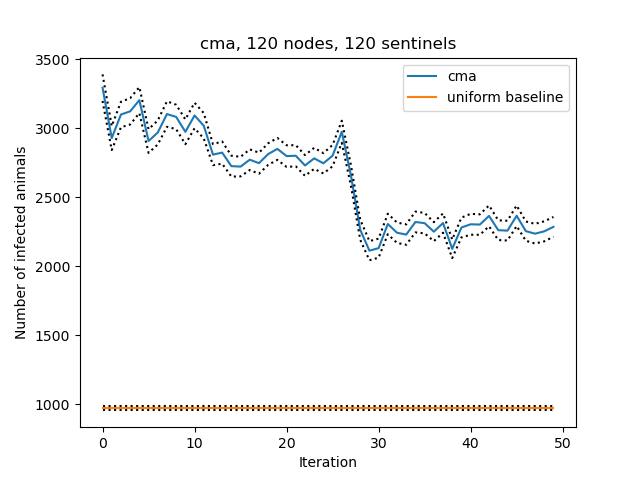 cma, 120 nodes, 120 sentinels
cma
uniform baseline
Number of infected animals
3500
3000
2500
2000
1500
1000
0
10
20
30
40
50
Iteration